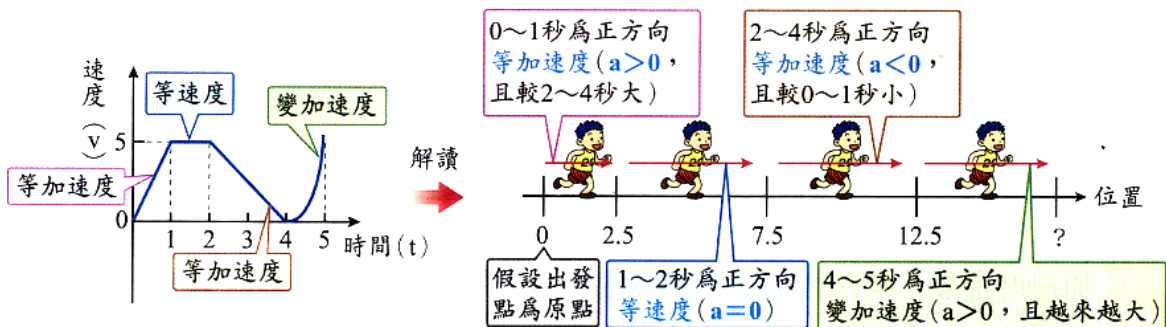 速度(v)
等速度
變加速度
等加速度
等加速度
5
0
1 2 3 4 5
時間(t)
解讀
0～1秒爲正方向
等加速度(a>0，
且較2～4秒大)
2～4秒爲正方向
等加速度(a<0，
且較0～1秒小)
0 2.5 7.5 12.5 ?
位置
假設出發
點爲原點
1～2秒爲正方向
等速度(a=0)
4～5秒爲正方向
變加速度(a>0，且越來越大)